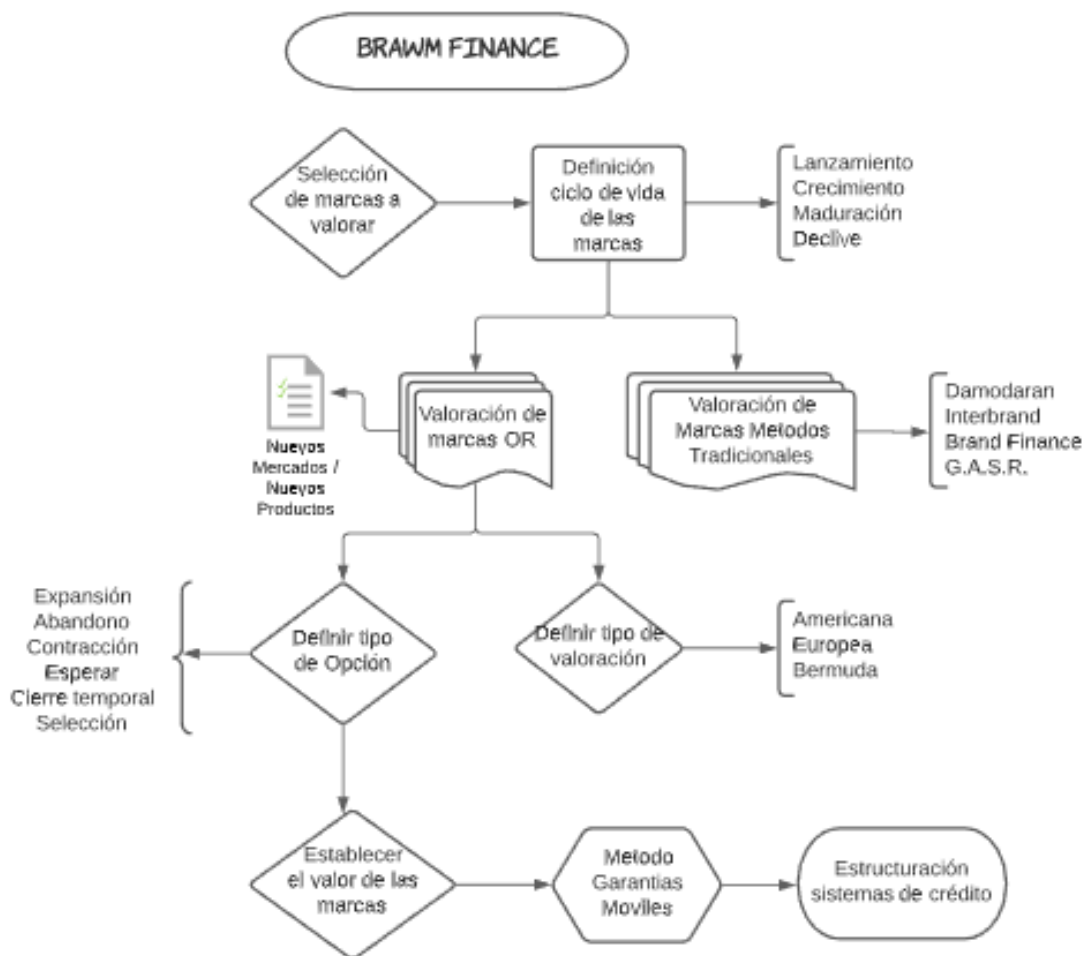 BRAWM FINANCE
Selección
de marcas a
valorar
Definición
ciclo de vida
de las
marcas
Lanzamiento
Crecimiento
Maduración
Declive
Nuevos
Mercados /
Nuevos
Productos
Valoración de
marcas OR
Valoración de
Marcas Metodos
Tradicionales
Damodaran
Interbrand
Brand Finance
G.A.S.R.
Expansión
Abandono
Contracción
Esperar
Cierre temporal
Selección
Definir tipo
de Opción
Definir tipo de
valoración
Americana
Europea
Bermuda
Establecer
el valor de las
marcas
Metodo
Garantias
Moviles
Estructuración
sistemas de crédito